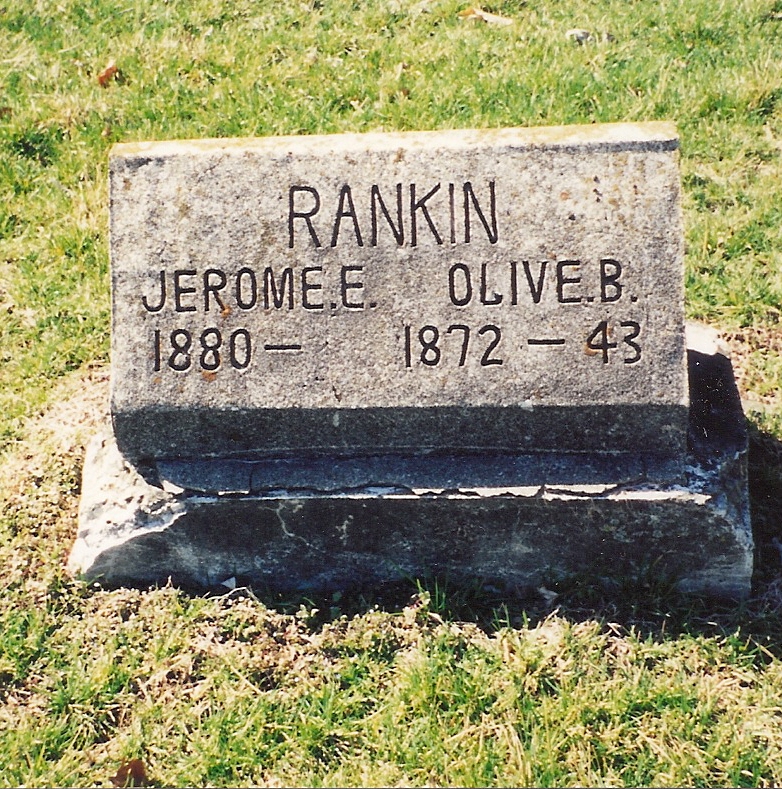 RANKIN
JEROME.E. OLIVE.B.
1880 — 1872 — 43